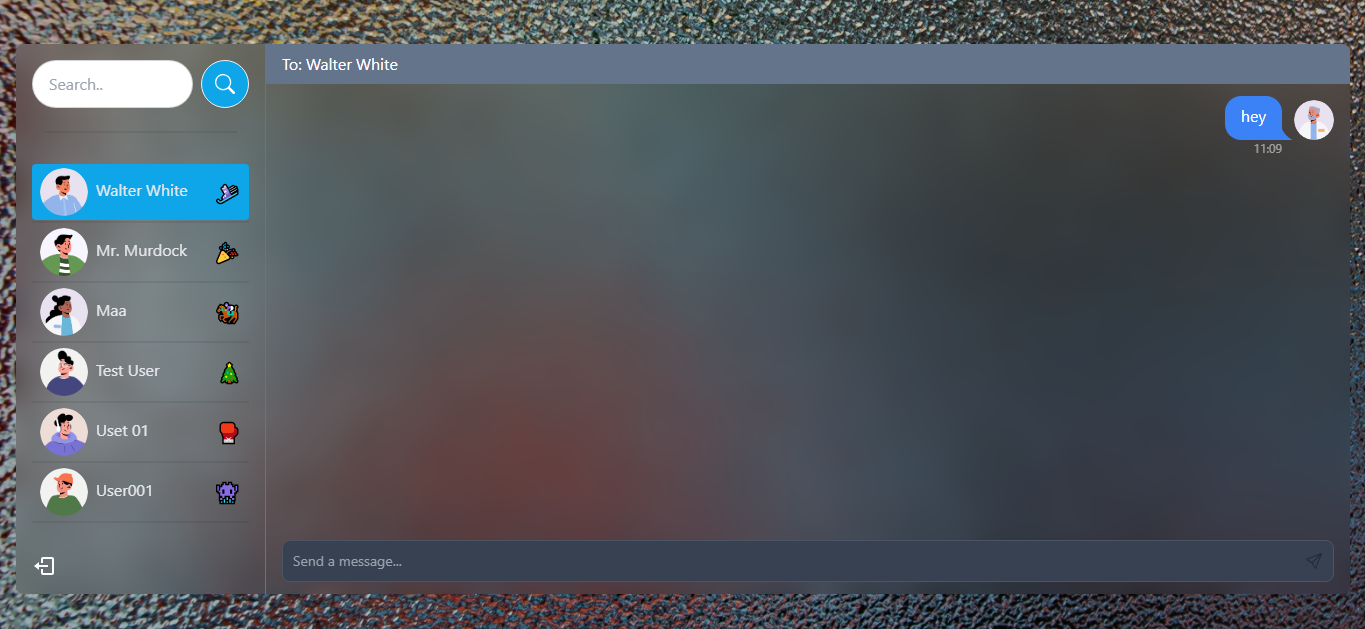 Search..
Walter White
Mr. Murdock
Maa
Test User
Uset 01
User001
To: Walter White
hey
11:09
Send a message...